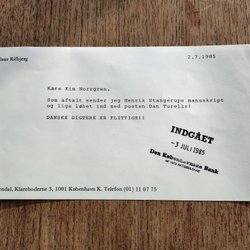 Klaus Rifbjerg
2.7.1985
Kære Kim Norrgren,
Som aftalt sender jeg Henrik Stangerups manuskript
og lige løbet ind med posten Dan Turells!
DANSKE DIGTERE ER FLITTIGE!!
INDGÅET
-3 JULI 1985
Den Københavnske Bank
Klareboderne 3, 1001 København K. Telefon (01) 11 07 75